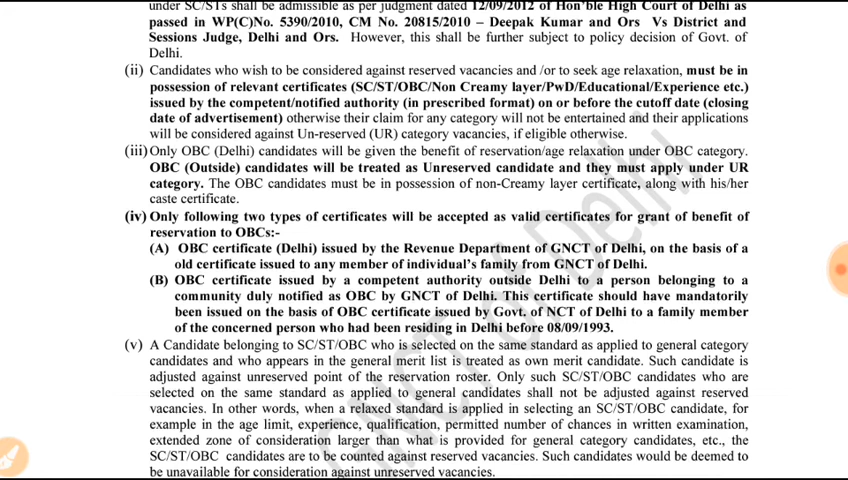 under SC/STs shall be admissible as per judgment dated 12/09/2012 of Hon'ble High Court of Delhi as
passed in WP(C)No. 5390/2010, CM No. 20815/2010 – Deepak Kumar and Ors Vs District and
Sessions Judge, Delhi and Ors. However, this shall be further subject to policy decision of Govt. of
Delhi.
(ii) Candidates who wish to be considered against reserved vacancies and /or to seek age relaxation, must be in
possession of relevant certificates (SC/ST/OBC/Non Creamy layer/PwD/Educational/Experience etc.)
issued by the competent/notified authority (in prescribed format) on or before the cutoff date (closing
date of advertisement) otherwise their claim for any category will not be entertained and their applications
will be considered against Un-reserved (UR) category vacancies, if eligible otherwise.
(iii) Only OBC (Delhi) candidates will be given the benefit of reservation/age relaxation under OBC category.
OBC (Outside) candidates will be treated as Unreserved candidate and they must apply under UR
category. The OBC candidates must be in possession of non-Creamy layer certificate, along with his/her
caste certificate.
(iv) Only following two types of certificates will be accepted as valid certificates for grant of benefit of
reservation to OBCs:-
(A) OBC certificate (Delhi) issued by the Revenue Department of GNCT of Delhi, on the basis of a
old certificate issued to any member of individual's family from GNCT of Delhi.
(B) OBC certificate issued by a competent authority outside Delhi to a person belonging to a
community duly notified as OBC by GNCT of Delhi. This certificate should have mandatorily
been issued on the basis of OBC certificate issued by Govt. of NCT of Delhi to a family member
of the concerned person who had been residing in Delhi before 08/09/1993.
(v) A Candidate belonging to SC/ST/OBC who is selected on the same standard as applied to general category
candidates and who appears in the general merit list is treated as own merit candidate. Such candidate is
adjusted against unreserved point of the reservation roster. Only such SC/ST/OBC candidates who are
selected on the same standard as applied to general candidates shall not be adjusted against reserved
vacancies. In other words, when a relaxed standard is applied in selecting an SC/ST/OBC candidate, for
example in the age limit, experience, qualification, permitted number of chances in written examination,
extended zone of consideration larger than what is provided for general category candidates, etc., the
SC/ST/OBC candidates are to be counted against reserved vacancies. Such candidates would be deemed to
be unavailable for consideration against unreserved vacancies.
GNCT of Delhi